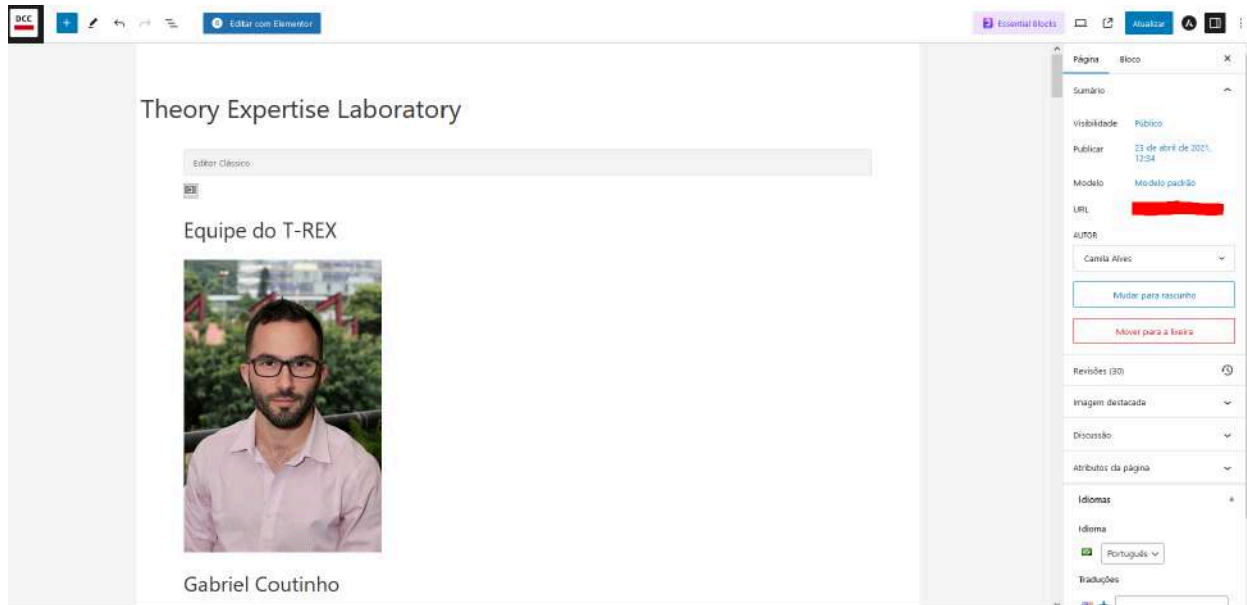 DCC
Editar com Elementor
Essential Blocks
Atualizar
Theory Expertise Laboratory
Editor Clássico
Equipe do T-REX
Gabriel Coutinho
Página Bloco
Sumário
Visibilidade Público
Publicar 23 de abril de 2021,
12:34
Modelo Modelo padrão
URL
AUTOR
Camila Alves
Mudar para rascunho
Mover para a lixeira
Revisões (30)
Imagem destacada
Discussão
Atributos da página
Idiomas
Idioma
Português
Traduções